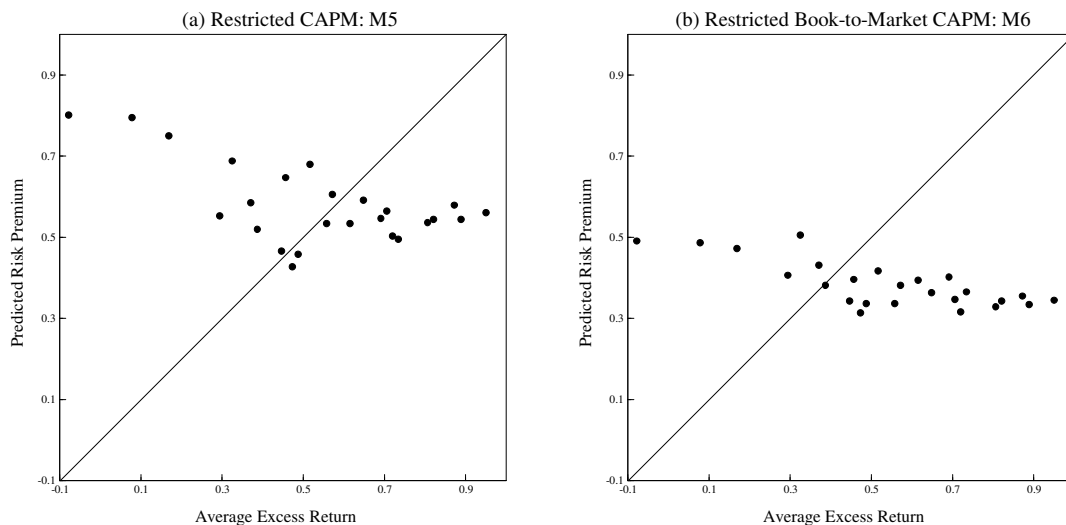 (a) Restricted CAPM: M5
0.9
0.7
0.5
0.3
0.1
-0.1
-0.1 0.1 0.3 0.5 0.7 0.9
Predicted Risk Premium
Average Excess Return
(b) Restricted Book-to-Market CAPM: M6
0.9
0.7
0.5
0.3
0.1
-0.1
-0.1 0.1 0.3 0.5 0.7 0.9
Predicted Risk Premium
Average Excess Return